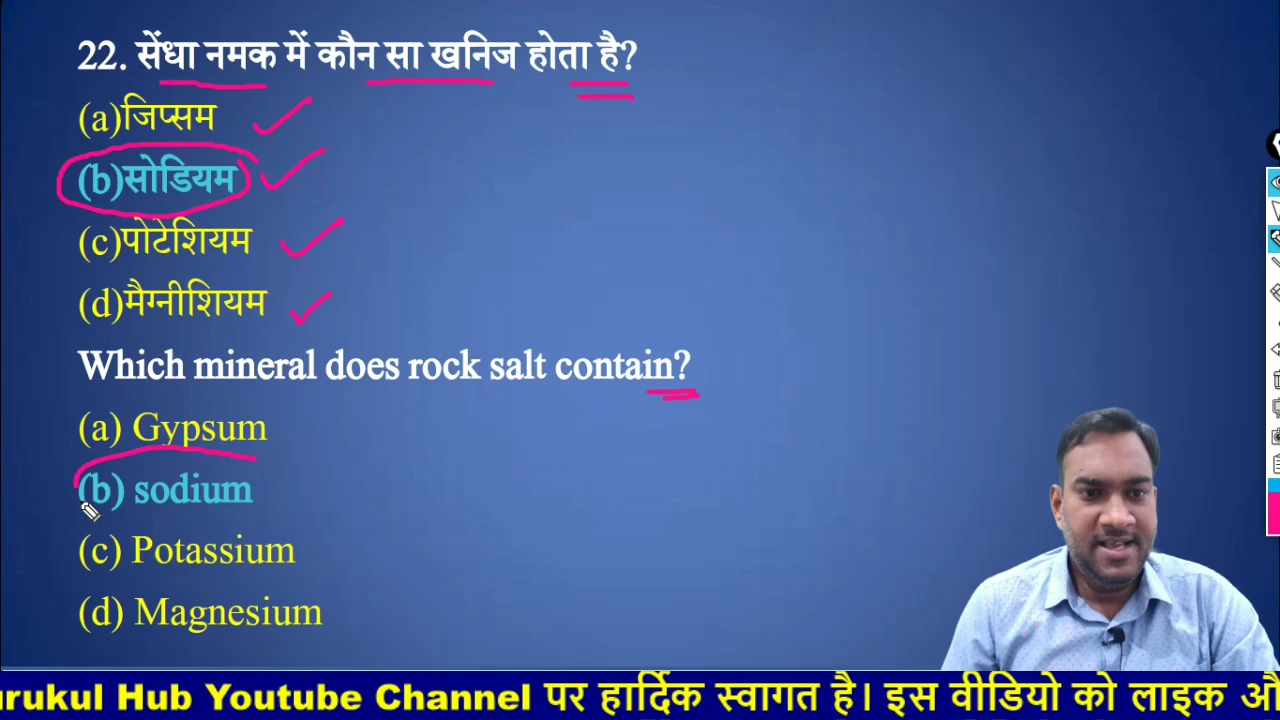 22. सेंधा नमक में कौन सा खनिज होता है?
(a)जिप्सम
(b)सोडियम
(c)पोटेशियम
(d)मैग्नीशियम
Which mineral does rock salt contain?
(a) Gypsum
(b) sodium
(c) Potassium
(d) Magnesium
Hub Youtube Channel पर हार्दिक स्वागत है। इस वीडियो को लाइक